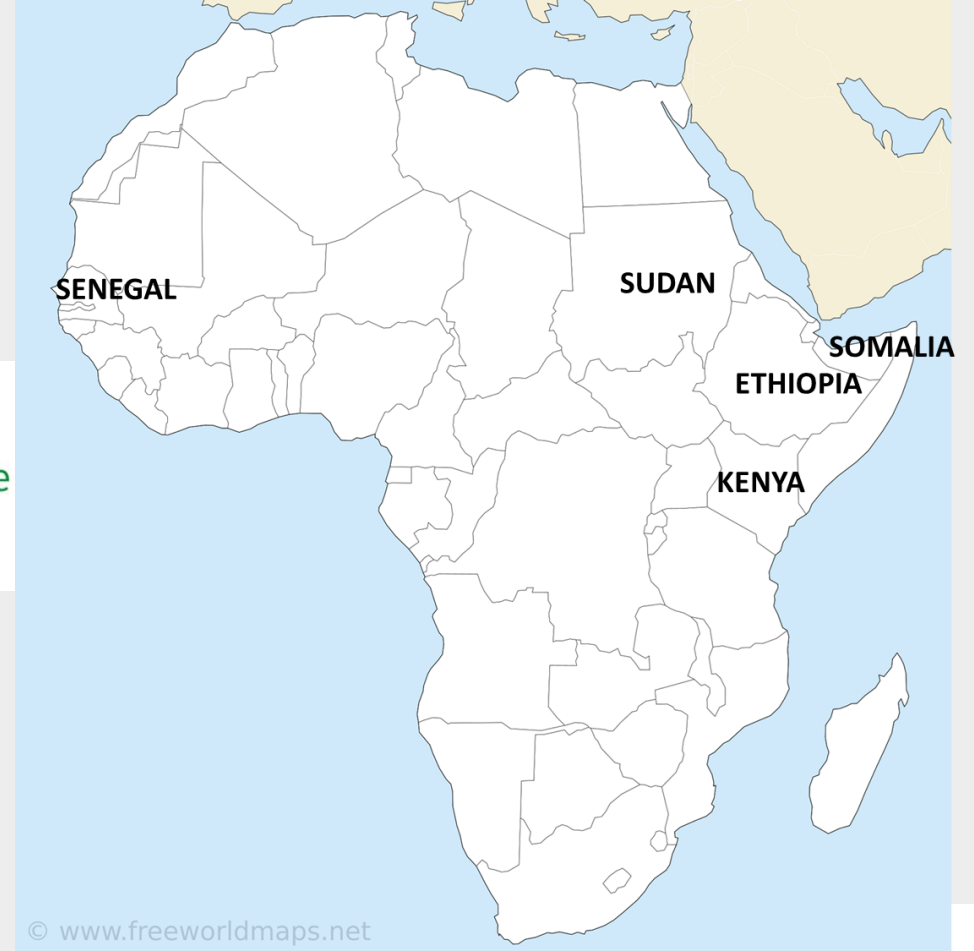 SENEGAL
SUDAN
SOMALIA
ETHIOPIA
KENYA
e
© www.freeworldmaps.net